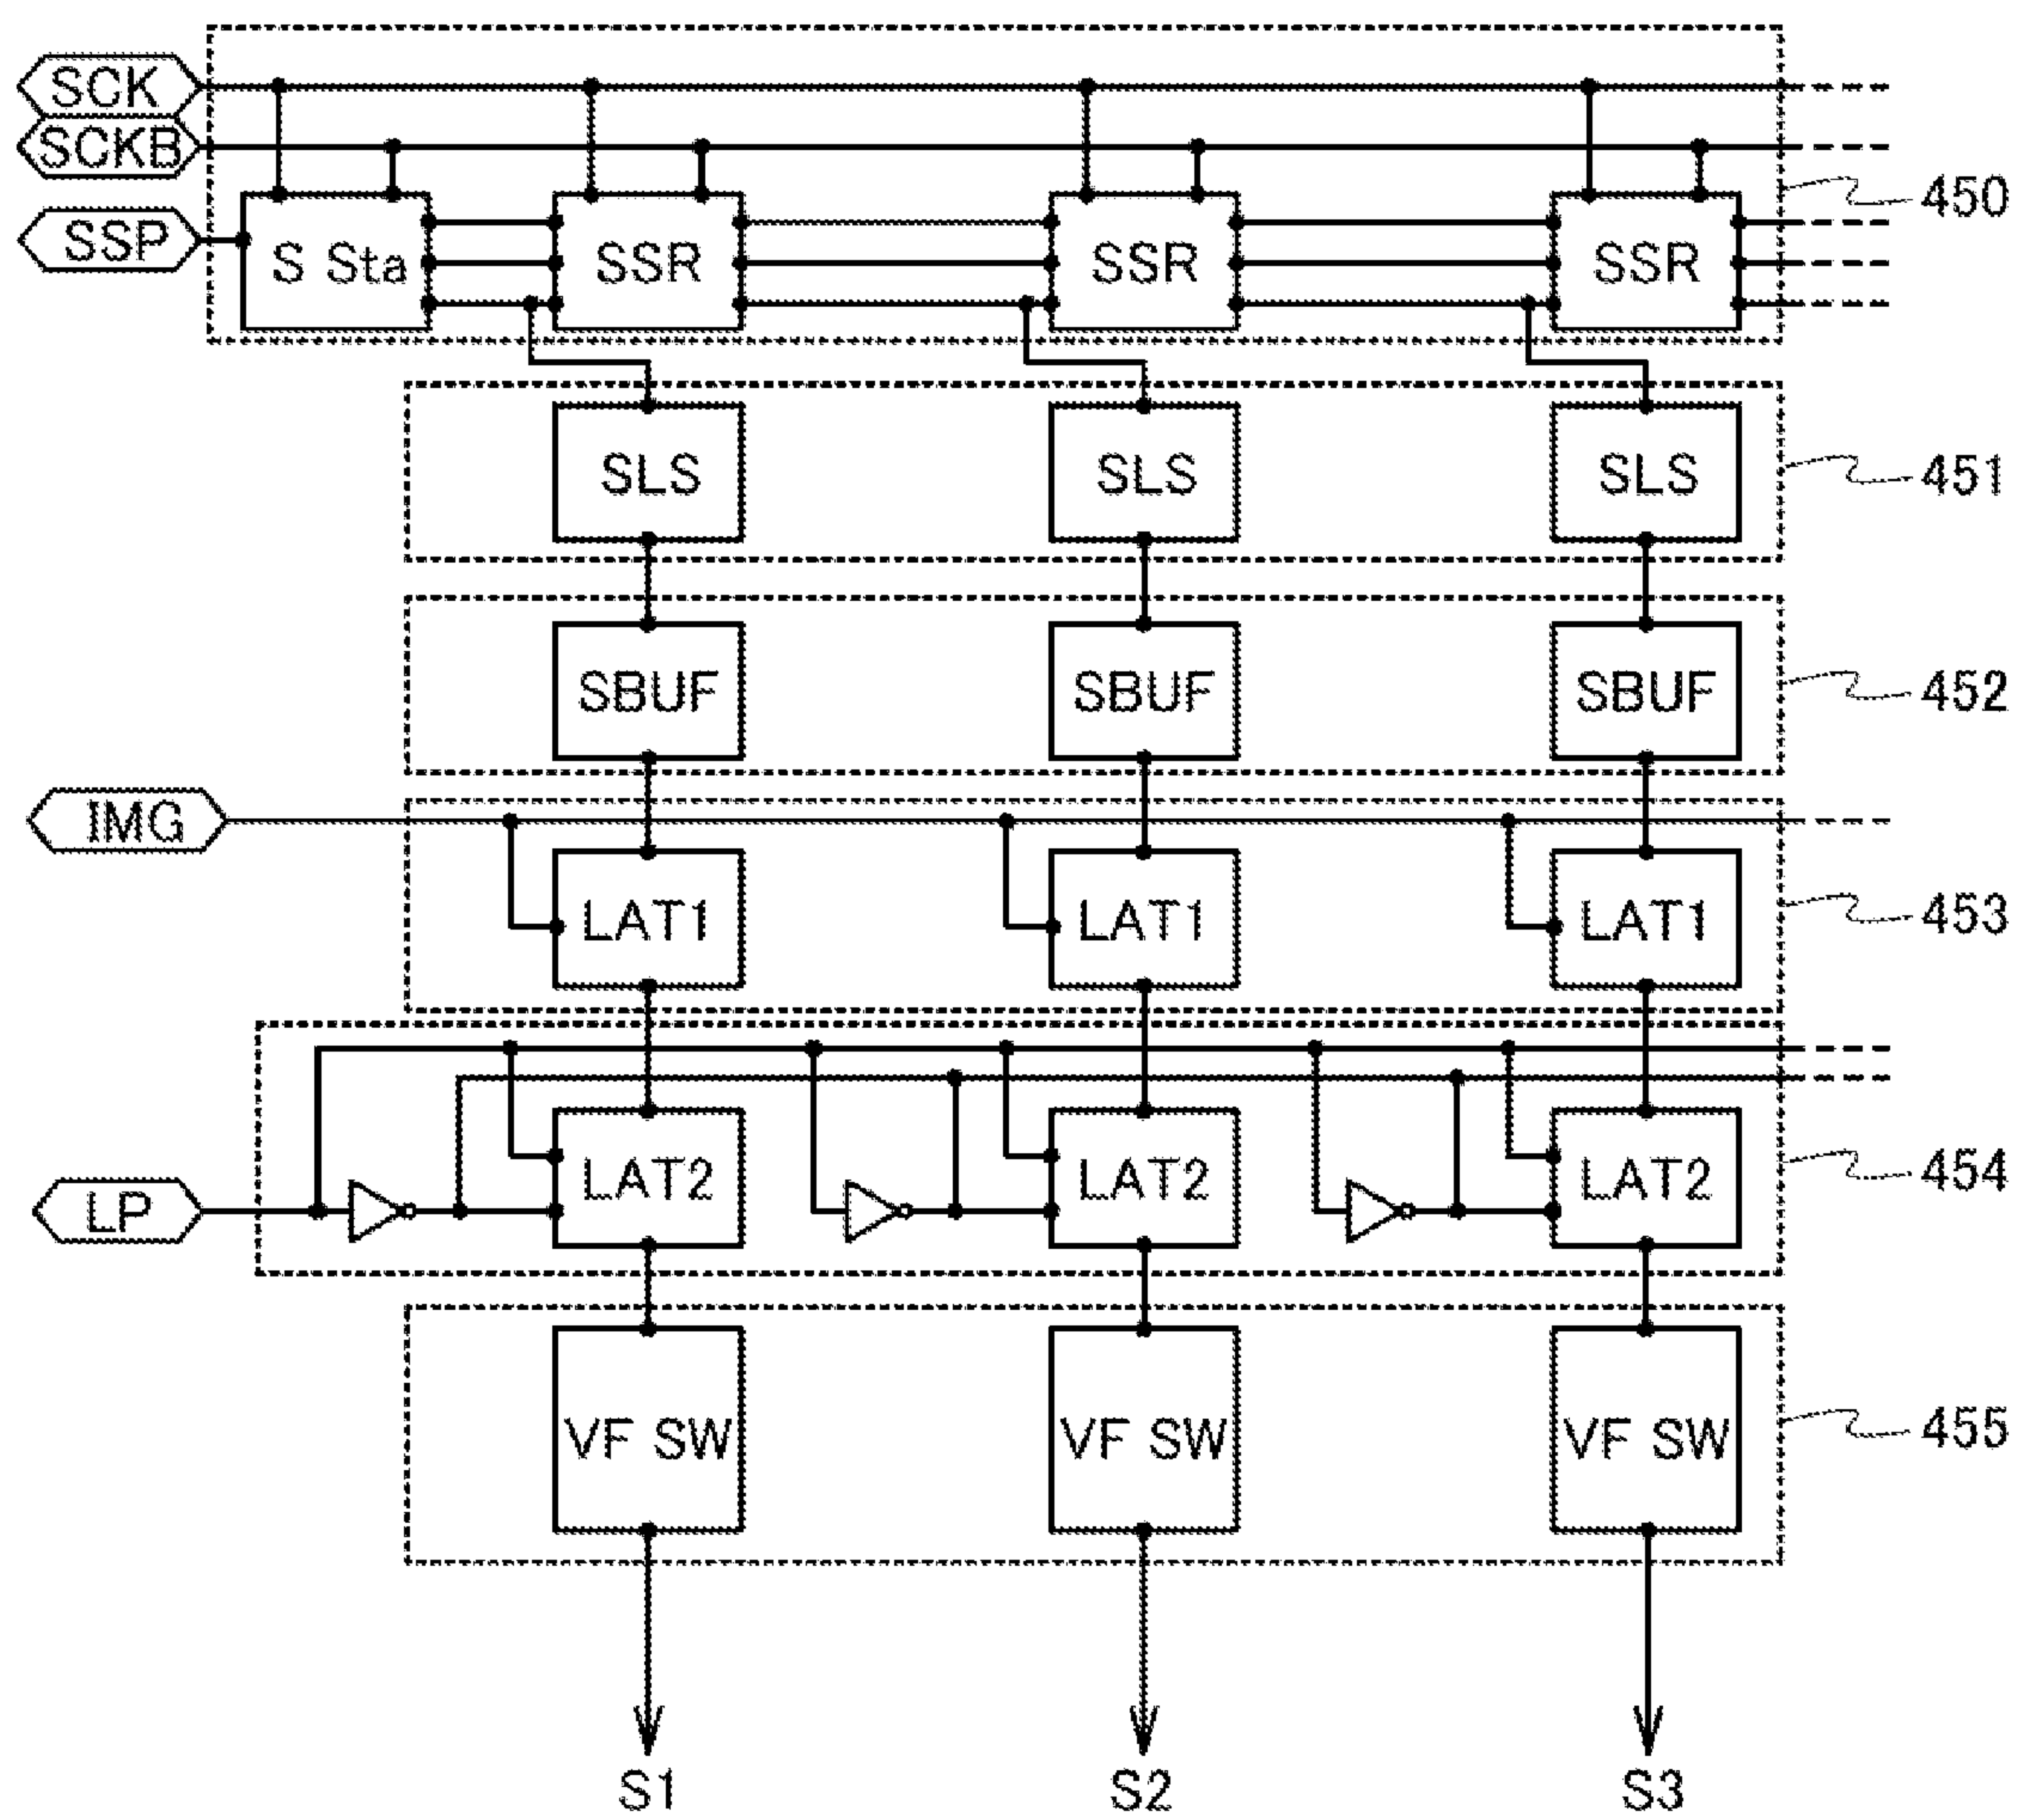 SCK
SCKB
SSP
S Sta SSR SSR SSR
450
SLS SLS SLS
451
SBUF SBUF SBUF
452
IMG
LAT1 LAT1 LAT1
453
LP
LAT2 LAT2 LAT2
454
VF SW VF SW VF SW
455
S1 S2 S3